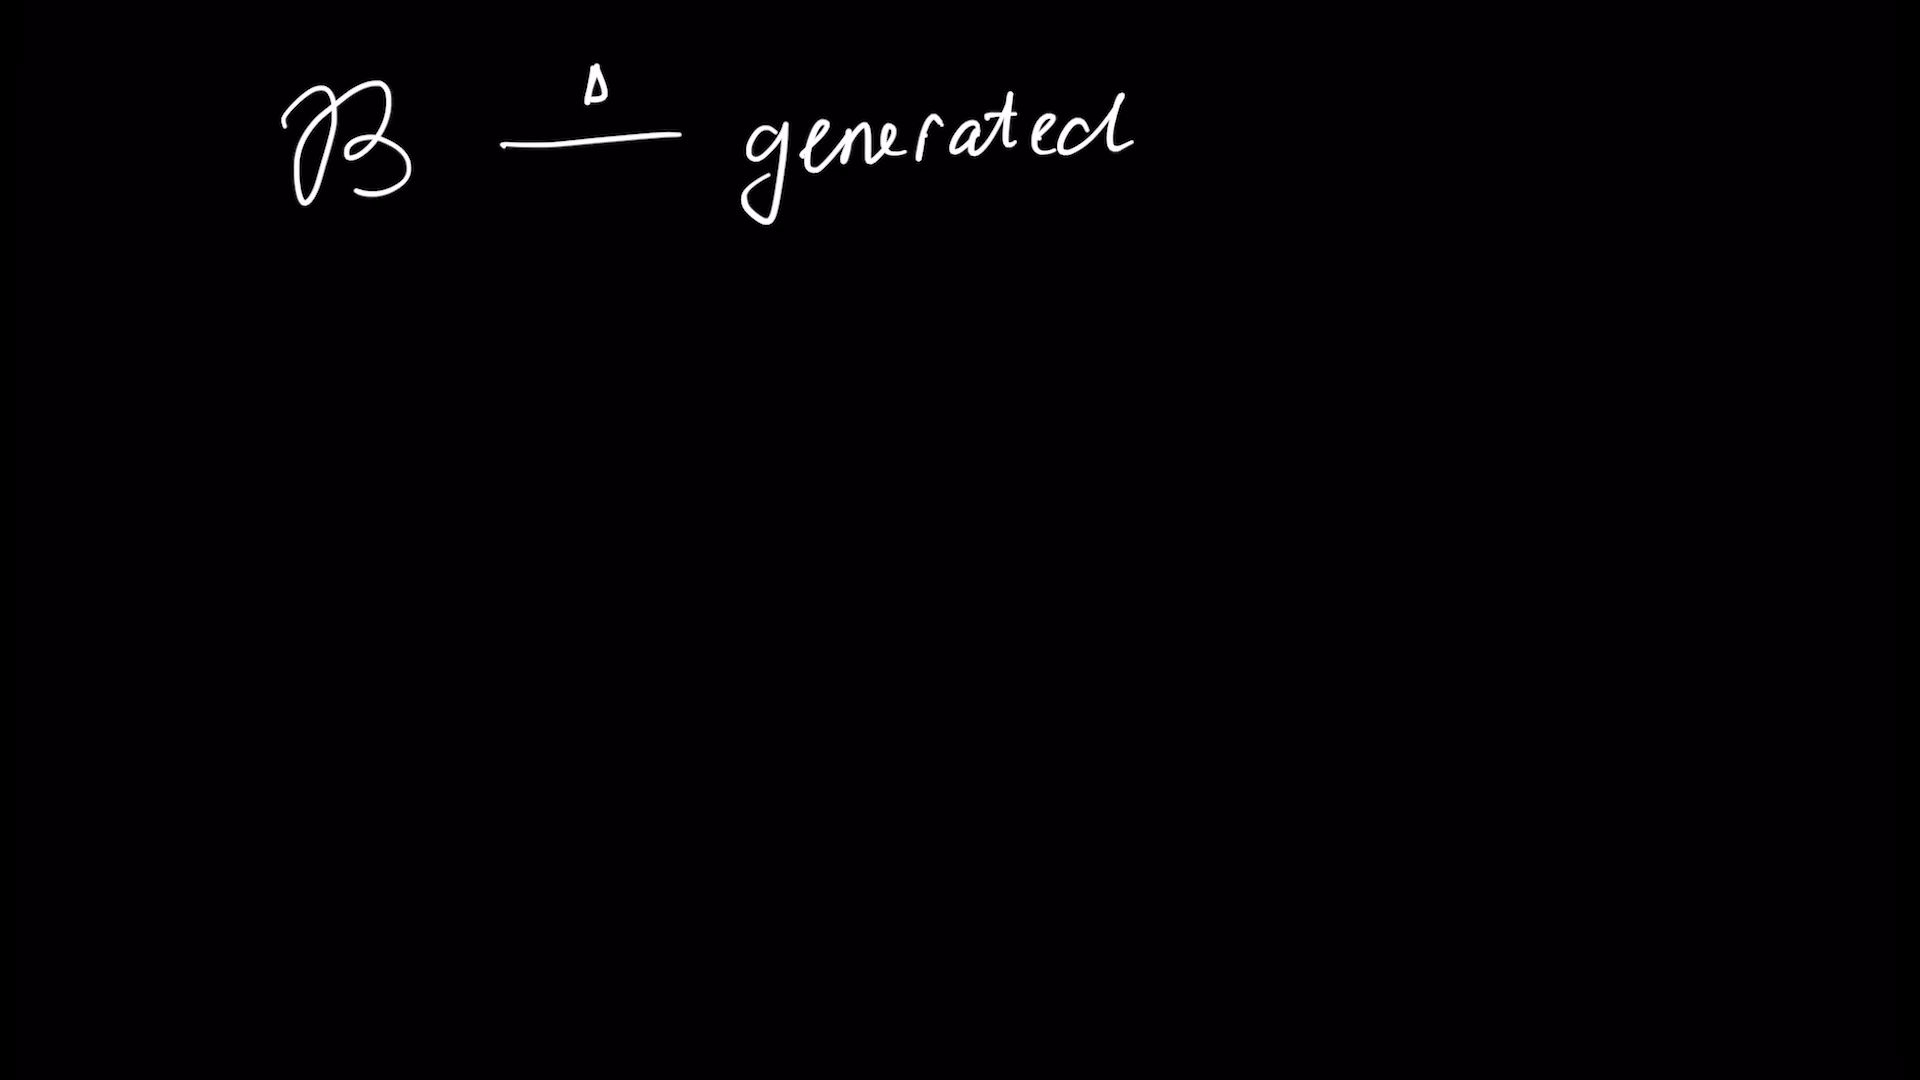 ℬ —Δ— generated